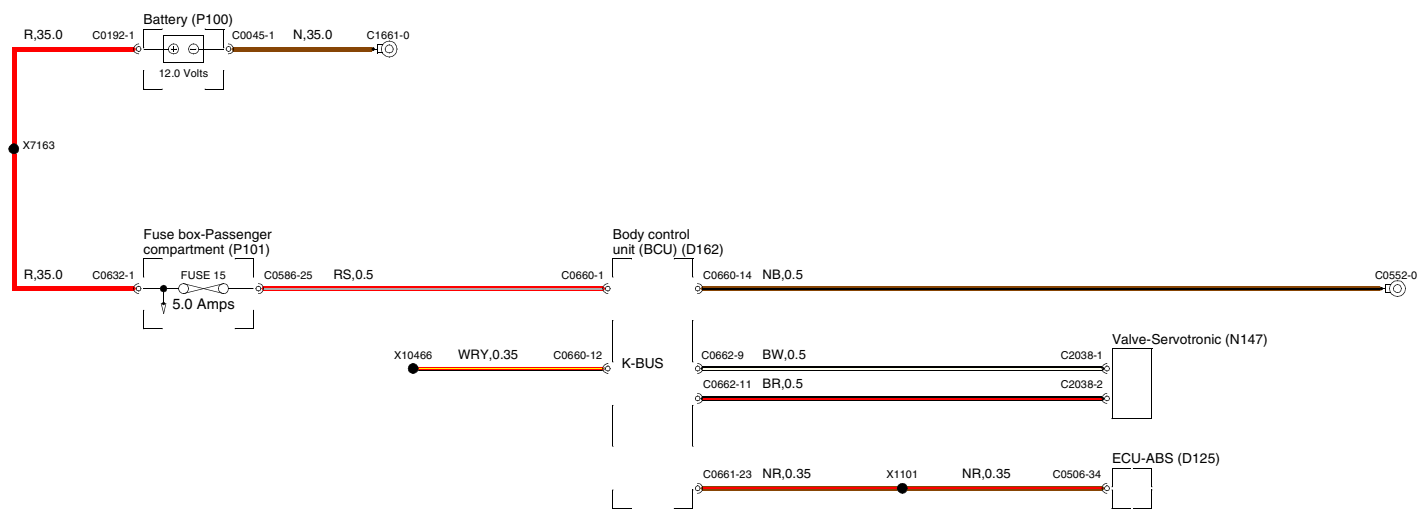 Battery (P100)
R,35.0
C0192-1
C0045-1
N,35.0
C1661-0
12.0 Volts
X7163
Fuse box-Passenger
compartment (P101)
Body control
unit (BCU) (D162)
R,35.0
C0632-1
FUSE 15
C0586-25
RS,0.5
C0660-1
C0660-14
NB,0.5
C0552-0
5.0 Amps
Valve-Servotronic (N147)
X10466
WRY,0.35
C0660-12
K-BUS
C0662-9
BW,0.5
C2038-1
C0662-11
BR,0.5
C2038-2
ECU-ABS (D125)
C0661-23
NR,0.35
X1101
NR,0.35
C0506-34